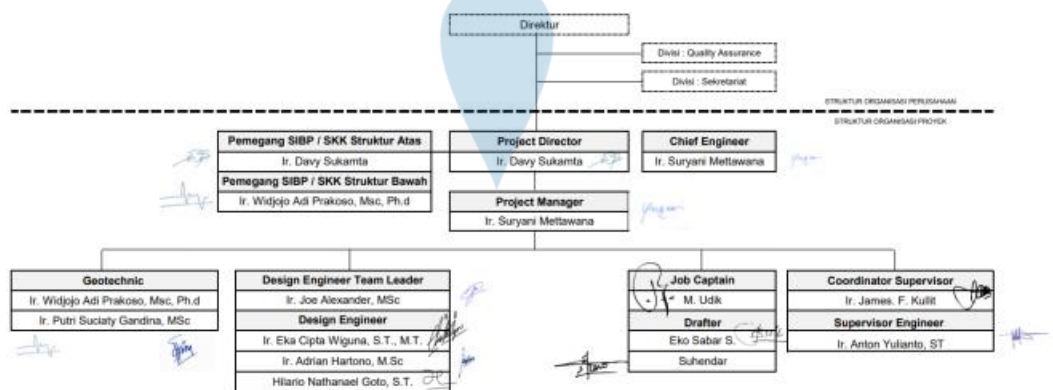 Direktur
Divisi : Quality Assurance
Divisi : Sekretariat
STRUKTUR ORGANISASI PERUSAHAAN
STRUKTUR ORGANISASI PROYEK
Pemegang SIBP / SKK Struktur Atas
Ir. Davy Sukamta
Pemegang SIBP / SKK Struktur Bawah
Ir. Widjojo Adi Prakoso, Msc, Ph.d
Project Director
Ir. Davy Sukamta
Chief Engineer
Ir. Suryani Mettawana
Project Manager
Ir. Suryani Mettawana
Geotechnic
Ir. Widjojo Adi Prakoso, Msc, Ph.d
Ir. Putri Suciaty Gandina, MSc
Design Engineer Team Leader
Ir. Joe Alexander, MSc
Design Engineer
Ir. Eka Cipta Wiguna, S.T., M.T.
Ir. Adrian Hartono, M.Sc
Hilario Nathanael Goto, S.T.
Job Captain
M. Udik
Drafter
Eko Sabar S.
Suhendar
Coordinator Supervisor
Ir. James. F. Kullit
Supervisor Engineer
Ir. Anton Yulianto, ST